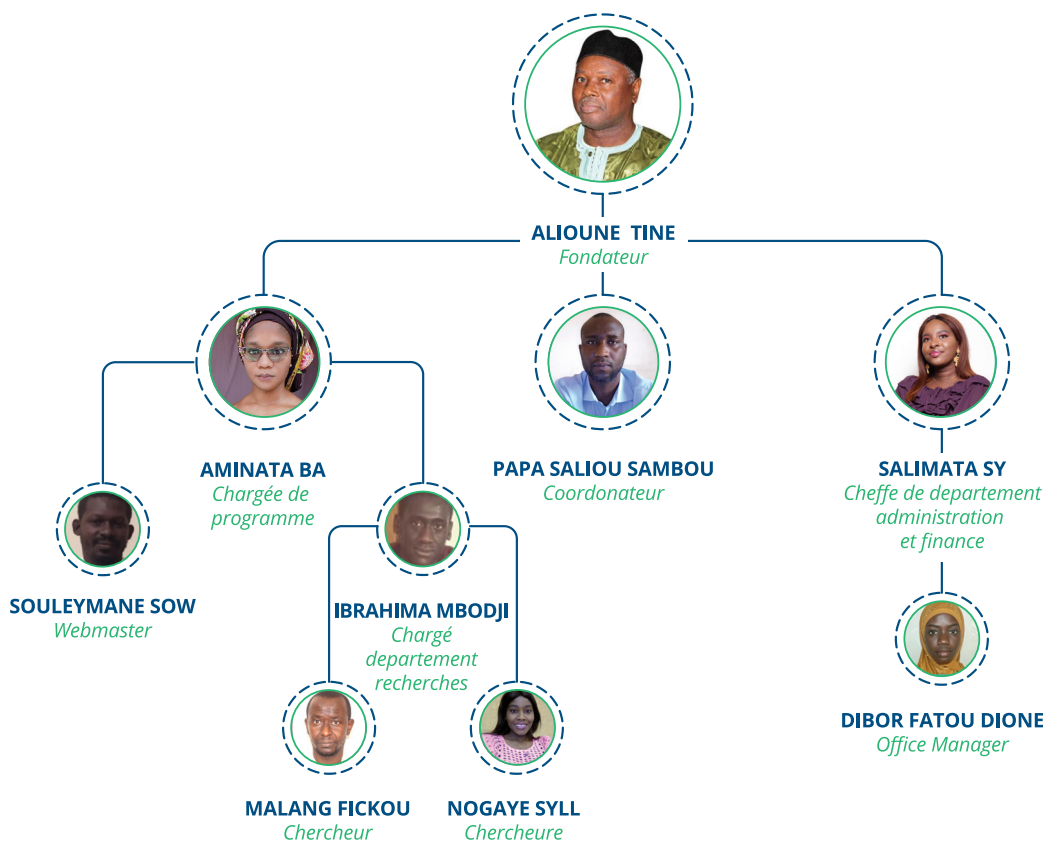 ALIOUNE TINE
Fondateur
AMINATA BA
Chargée de
programme
PAPA SALIOU SAMBOU
Coordonateur
SALIMATA SY
Cheffe de departement
administration
et finance
SOULEYMANE SOW
Webmaster
IBRAHIMA MBODJI
Chargé
departement
recherches
DIBOR FATOU DIONE
Office Manager
MALANG FICKOU
Chercheur
NOGAYE SYLL
Chercheure